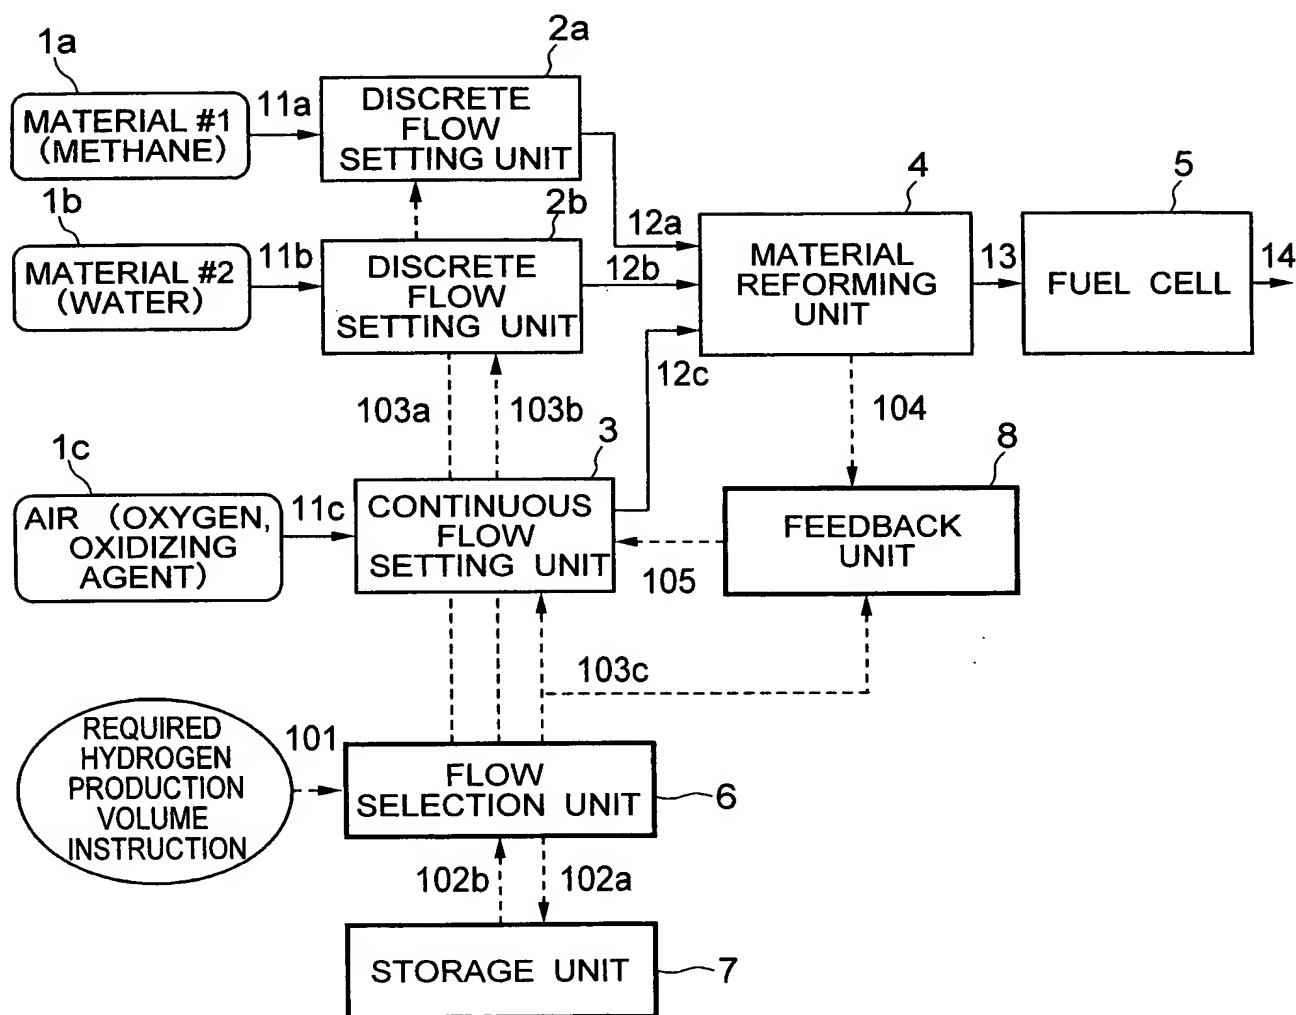 1a
2a
MATERIAL #1
(METHANE)
11a
DISCRETE
FLOW
SETTING UNIT
1b
2b
MATERIAL #2
(WATER)
11b
DISCRETE
FLOW
SETTING UNIT
12a
12b
12c
4
MATERIAL
REFORMING
UNIT
13
5
FUEL CELL
14
103a
103b
104
1c
AIR (OXYGEN,
OXIDIZING
AGENT)
11c
3
CONTINUOUS
FLOW
SETTING UNIT
105
8
FEEDBACK
UNIT
103c
REQUIRED
HYDROGEN
PRODUCTION
VOLUME
INSTRUCTION
101
FLOW
SELECTION UNIT
6
102b
102a
STORAGE UNIT
7